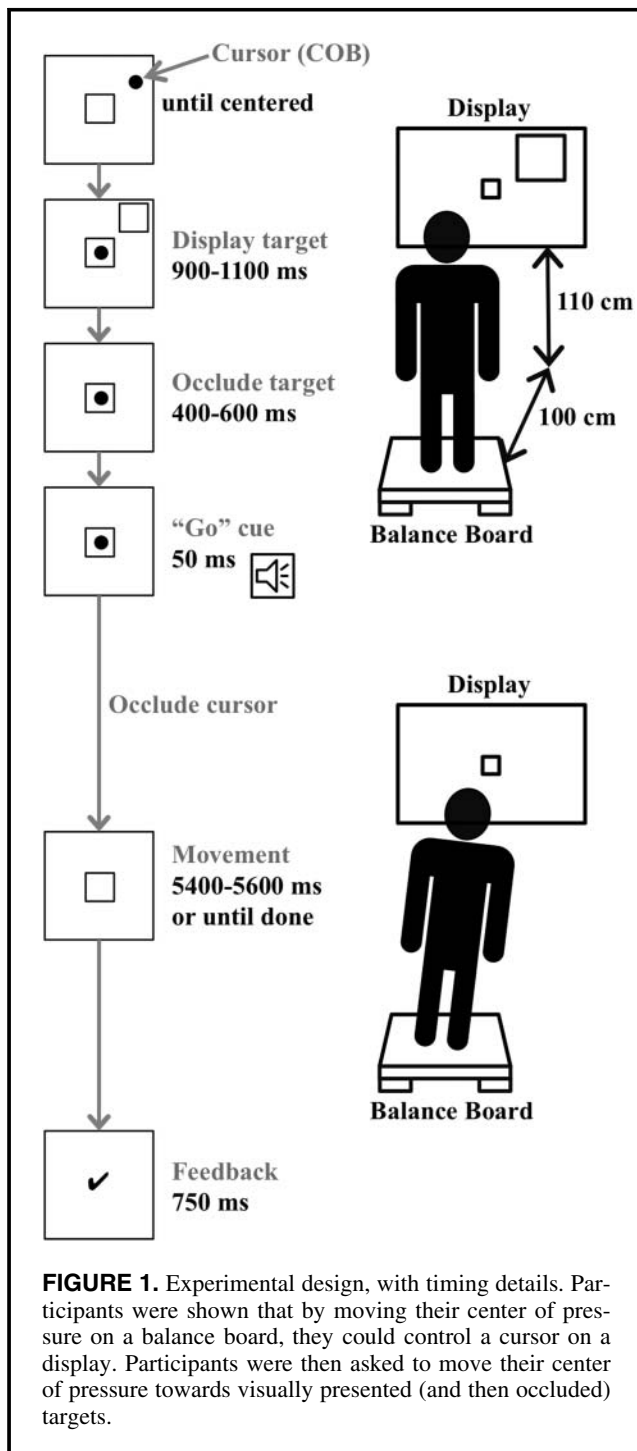 Cursor (COB)
until centered
Display target
900-1100 ms
Occlude target
400-600 ms
“Go” cue
50 ms
Occlude cursor
Movement
5400-5600 ms
or until done
Feedback
750 ms
Display
110 cm
100 cm
Balance Board
Display
Balance Board
FIGURE 1. Experimental design, with timing details. Par-
ticipants were shown that by moving their center of pres-
sure on a balance board, they could control a cursor on a
display. Participants were then asked to move their center
of pressure towards visually presented (and then occluded)
targets.